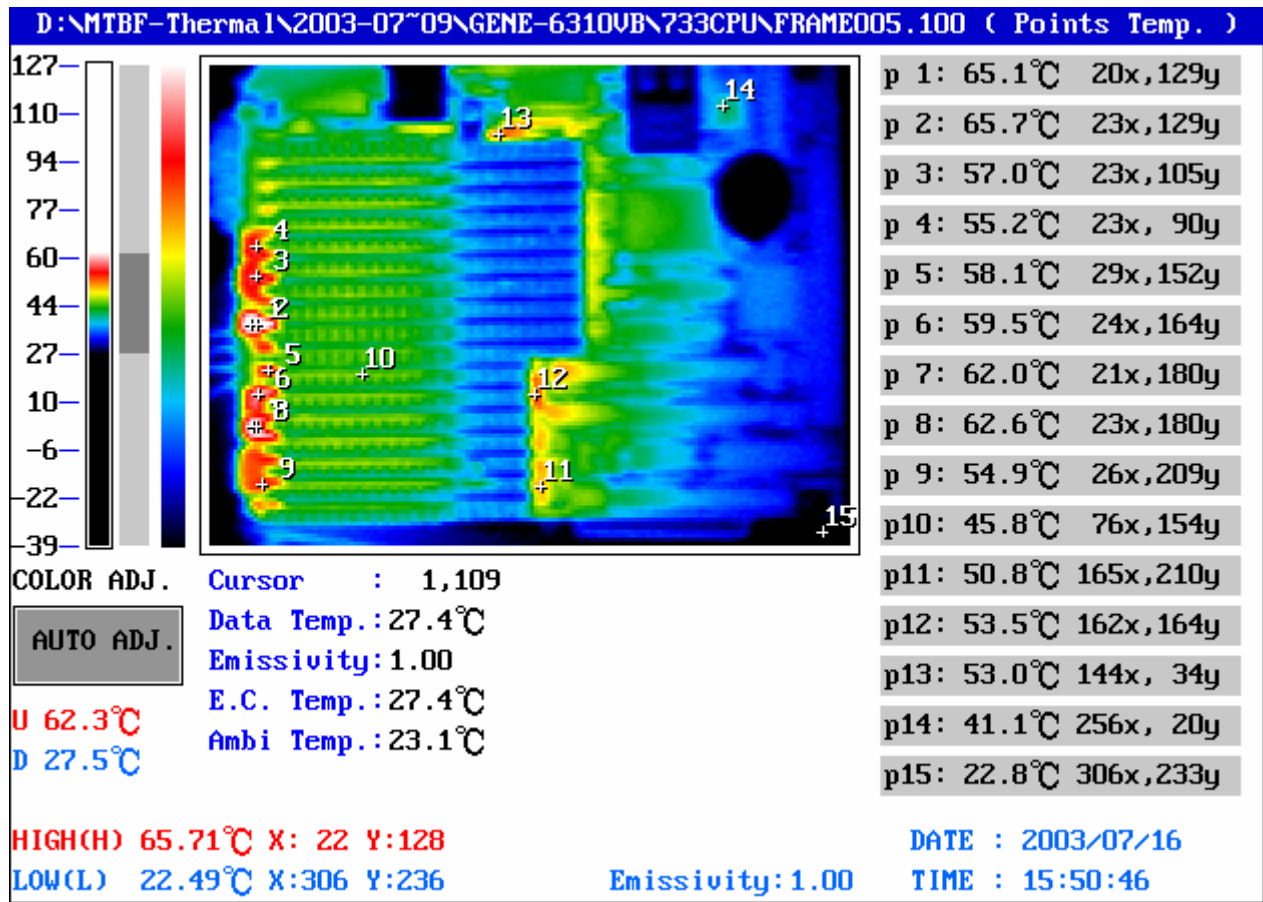 D:\MTBF-Thermal\2003-07~09\GENE-6310VB\733CPU\FRAME005.100 ( Points Temp. )
127
110
94
77
60
44
27
10
-6
-22
-39
14
13
4
3
2
5
6
10
12
8
9
11
15
p 1: 65.1℃ 20x,129y
p 2: 65.7℃ 23x,129y
p 3: 57.0℃ 23x,105y
p 4: 55.2℃ 23x, 90y
p 5: 58.1℃ 29x,152y
p 6: 59.5℃ 24x,164y
p 7: 62.0℃ 21x,180y
p 8: 62.6℃ 23x,180y
p 9: 54.9℃ 26x,209y
p10: 45.8℃ 76x,154y
p11: 50.8℃ 165x,210y
p12: 53.5℃ 162x,164y
p13: 53.0℃ 144x, 34y
p14: 41.1℃ 256x, 20y
p15: 22.8℃ 306x,233y
COLOR ADJ.
AUTO ADJ.
U 62.3℃
D 27.5℃
Cursor : 1,109
Data Temp.:27.4℃
Emissivity:1.00
E.C. Temp.:27.4℃
Ambi Temp.:23.1℃
HIGH(H) 65.71℃ X: 22 Y:128
LOW(L) 22.49℃ X:306 Y:236
Emissivity:1.00
DATE : 2003/07/16
TIME : 15:50:46